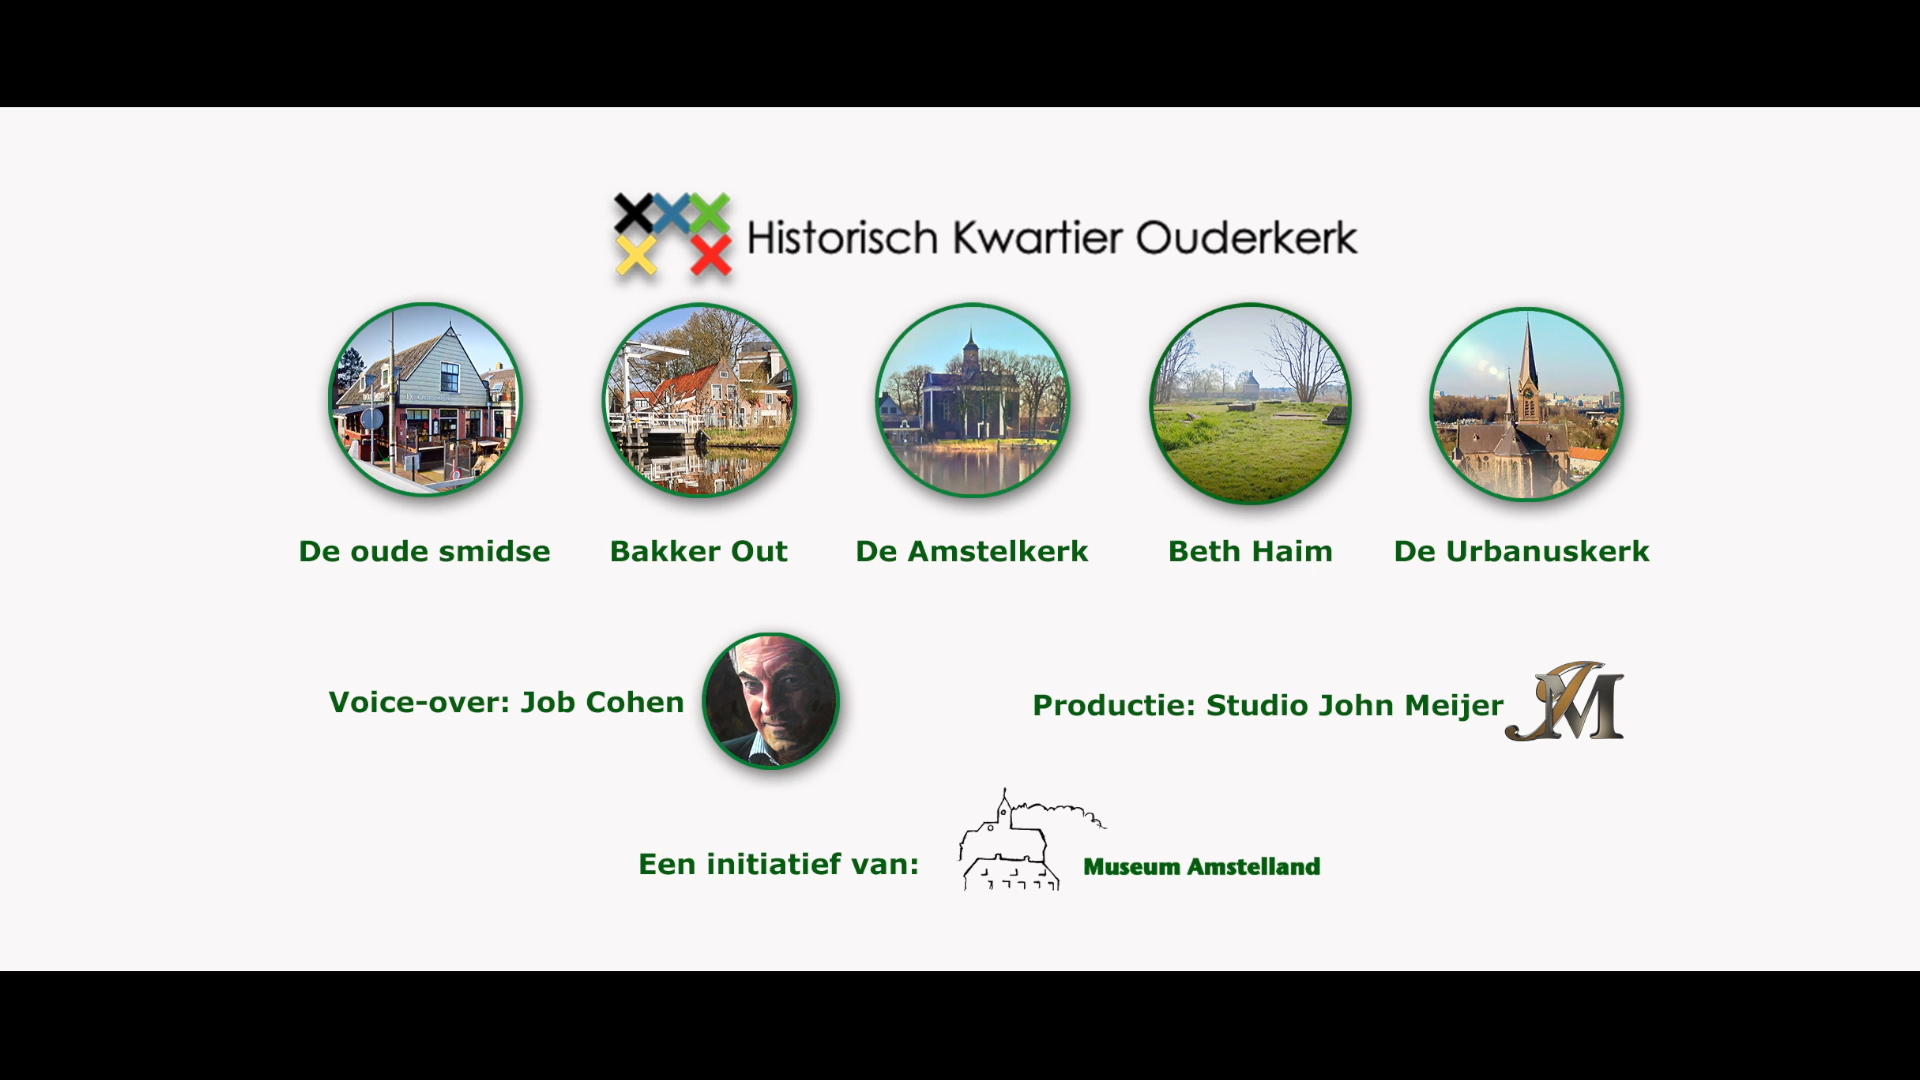 Historisch Kwartier Ouderkerk
De oude smidse
Bakker Out
De Amstelkerk
Beth Haim
De Urbanuskerk
Voice-over: Job Cohen
Productie: Studio John Meijer
JM
Een initiatief van:
Museum Amstelland